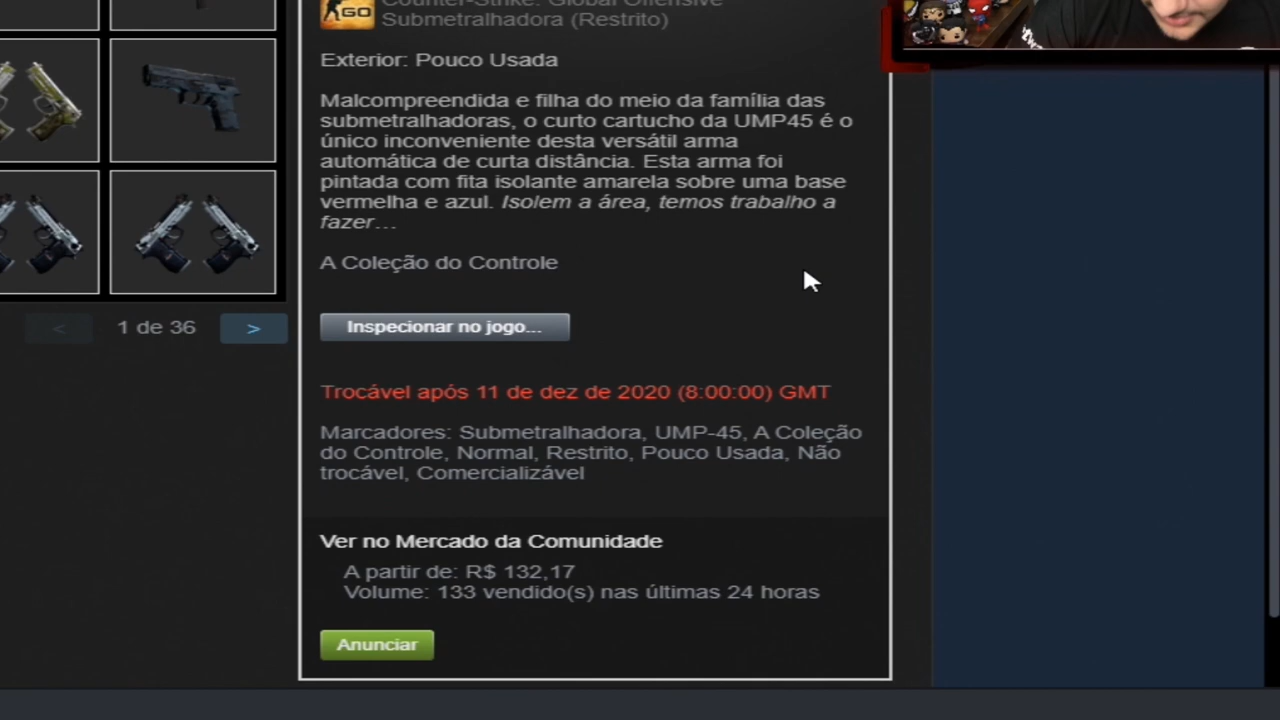 GO
Counter-Strike: Global Offensive
Submetralhadora (Restrito)
Exterior: Pouco Usada
Malcompreendida e filha do meio da família das
submetralhadoras, o curto cartucho da UMP45 é o
único inconveniente desta versátil arma
automática de curta distância. Esta arma foi
pintada com fita isolante amarela sobre uma base
vermelha e azul. Isolem a área, temos trabalho a
fazer...
A Coleção do Controle
< 1 de 36 >
Inspecionar no jogo...
Trocável após 11 de dez de 2020 (8:00:00) GMT
Marcadores: Submetralhadora, UMP-45, A Coleção
do Controle, Normal, Restrito, Pouco Usada, Não
trocável, Comercializável
Ver no Mercado da Comunidade
A partir de: R$ 132,17
Volume: 133 vendido(s) nas últimas 24 horas
Anunciar